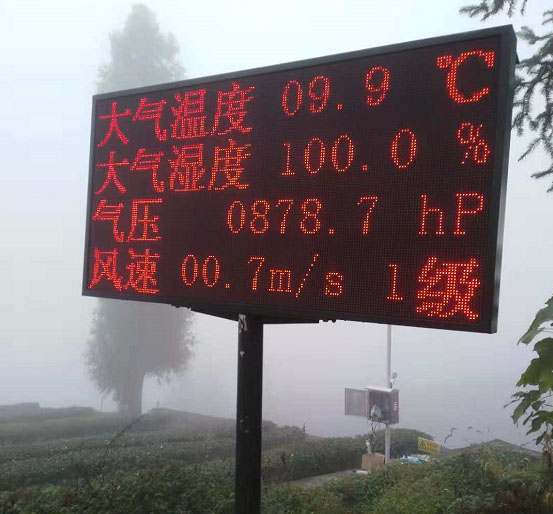 大气温度 09.9 ℃
大气湿度 100.0 %
气压 0878.7 hP
风速 00.7m/s 1级